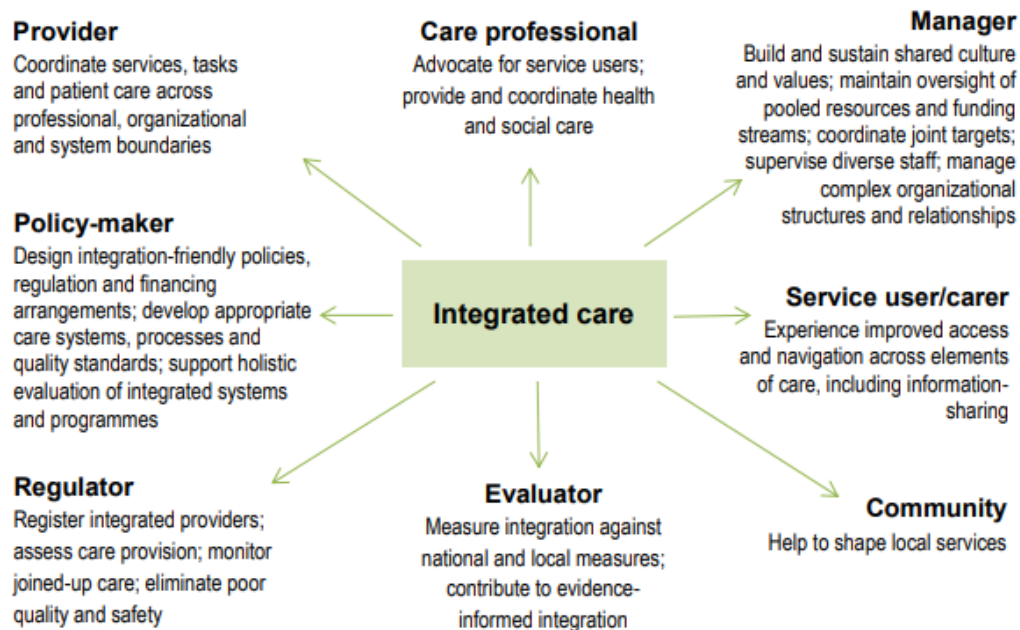 Provider
Coordinate services, tasks
and patient care across
professional, organizational
and system boundaries
Care professional
Advocate for service users;
provide and coordinate health
and social care
Manager
Build and sustain shared culture
and values; maintain oversight of
pooled resources and funding
streams; coordinate joint targets;
supervise diverse staff; manage
complex organizational
structures and relationships
Policy-maker
Design integration-friendly policies,
regulation and financing
arrangements; develop appropriate
care systems, processes and
quality standards; support holistic
evaluation of integrated systems
and programmes
Integrated care
Service user/carer
Experience improved access
and navigation across elements
of care, including information-
sharing
Regulator
Register integrated providers;
assess care provision; monitor
joined-up care; eliminate poor
quality and safety
Evaluator
Measure integration against
national and local measures;
contribute to evidence-
informed integration
Community
Help to shape local services